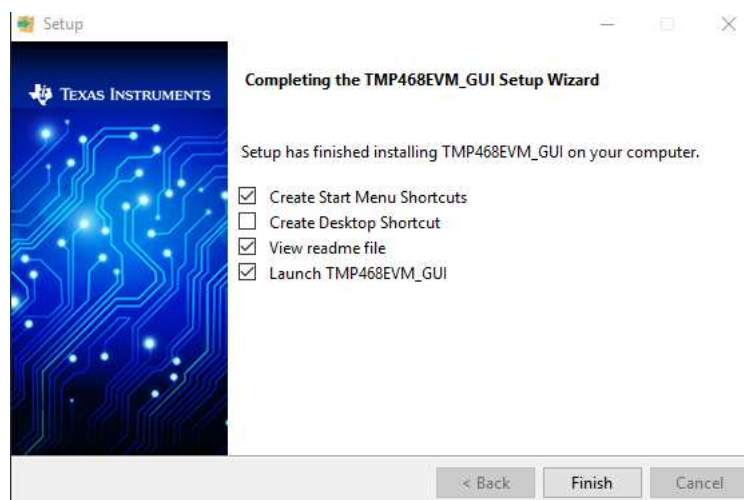 Setup
TEXAS INSTRUMENTS
Completing the TMP468EVM_GUI Setup Wizard
Setup has finished installing TMP468EVM_GUI on your computer.
Create Start Menu Shortcuts
Create Desktop Shortcut
View readme file
Launch TMP468EVM_GUI
< Back Finish Cancel